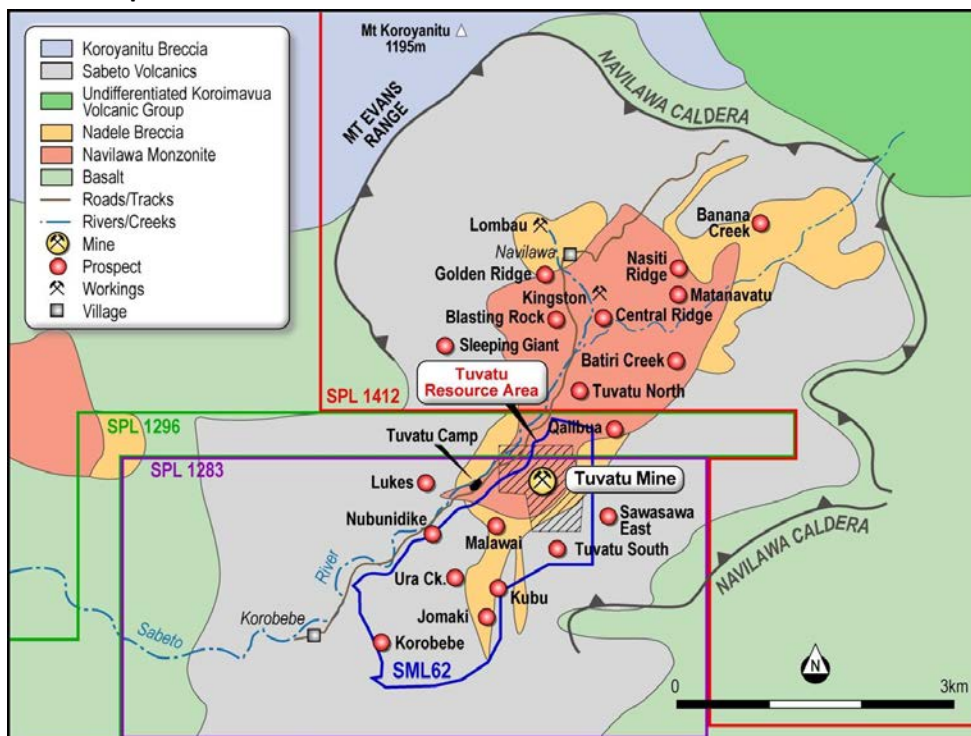 Mt Koroyanitu
1195m
LEGEND
Koroyanitu Breccia
Sabeto Volcanics
Undifferentiated Koroimavua
Volcanic Group
Nadele Breccia
Navilawa Monzonite
Basalt
Roads/Tracks
Rivers/Creeks
Mine
Prospect
Workings
Village
MT EVANS
RANGE
NAVILAWA CALDERA
Lombau
Navilawa
Golden Ridge
Kingston
Blasting Rock
Sleeping Giant
Banana
Creek
Nasiti
Ridge
Matanavatu
Central Ridge
Batiri Creek
Tuvatu North
Tuvatu
Resource Area
SPL 1412
SPL 1296
SPL 1283
Tuvatu Camp
Qalibua
Lukes
Tuvatu Mine
Nubunidike
Malawai
Sawasawa
East
Tuvatu South
NAVILAWA CALDERA
River
Ura Ck.
Kubu
Jomaki
Korobebe
Sabeto
Korobebe
SML62
N
0
3km